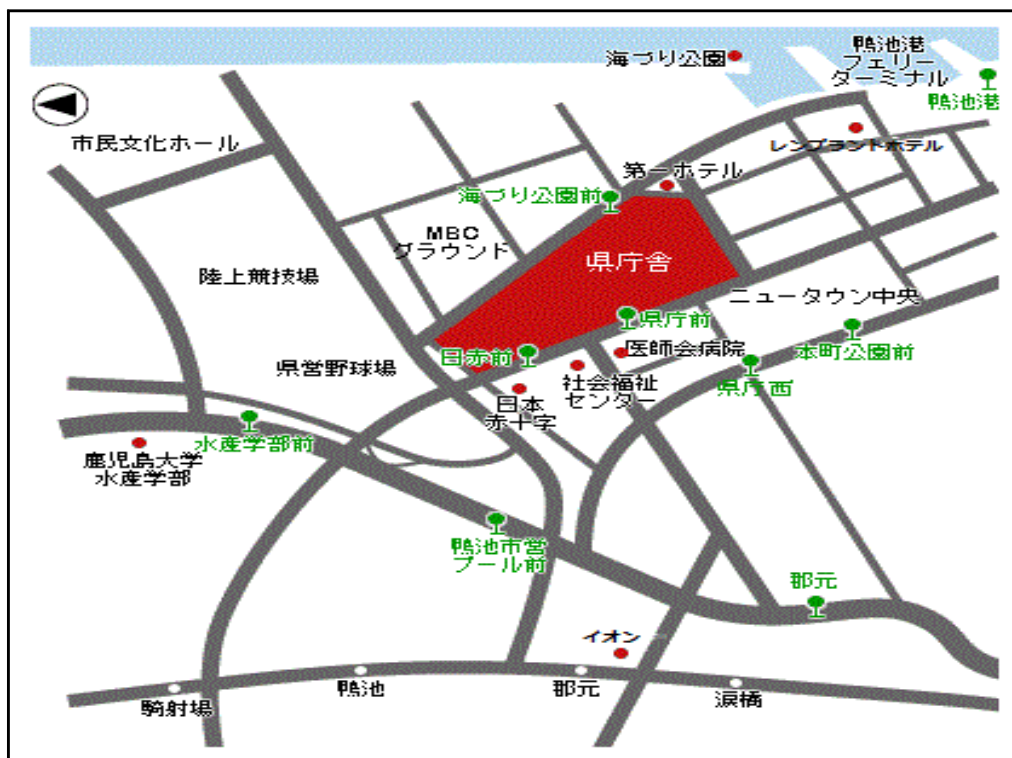 海づり公園
鴨池港
フェリー
ターミナル
鴨池港
市民文化ホール
レンブラントホテル
第一ホテル
海づり公園前
MBC
グラウンド
県庁舎
陸上競技場
ニュータウン中央
県庁前
本町公園前
日赤前
医師会病院
県営野球場
社会福祉
センター
県庁西
日本
赤十字
水産学部前
鹿児島大学
水産学部
鴨池市営
プール前
郡元
イオン
騎射場
鴨池
郡元
涙橋